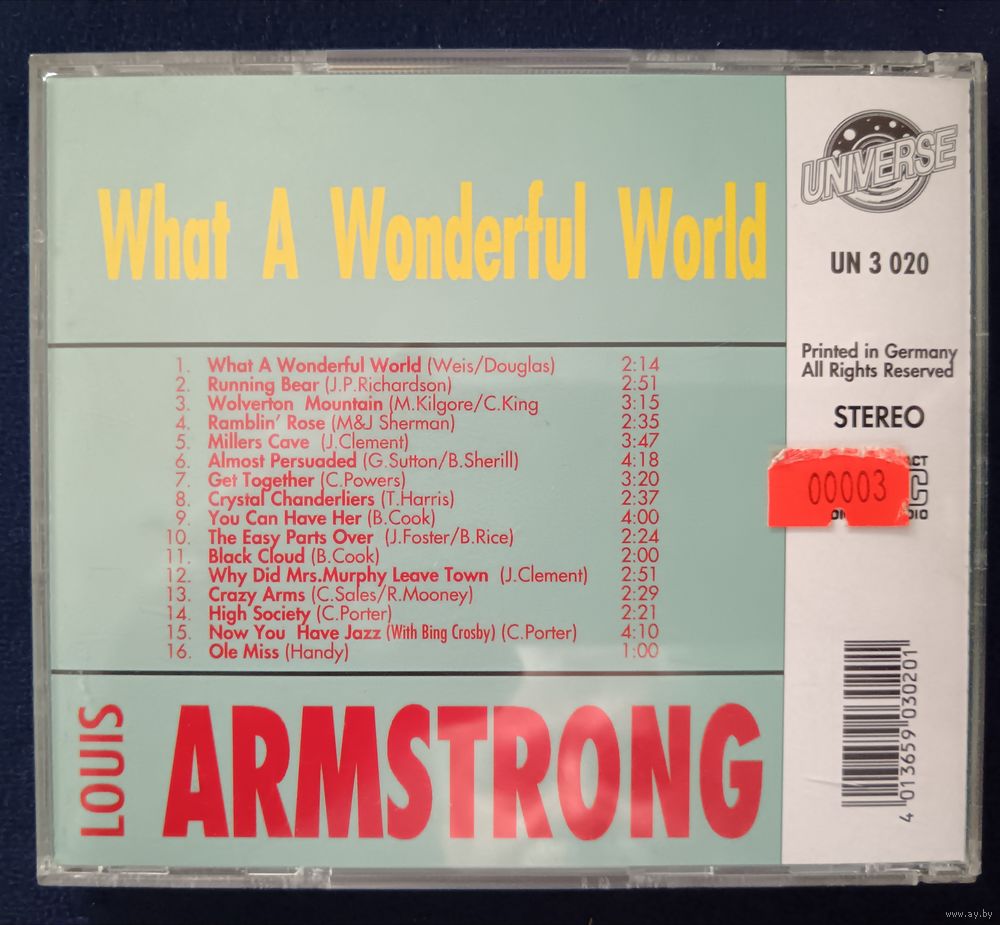 What A Wonderful World
1. What A Wonderful World (Weis/Douglas) 2:14
2. Running Bear (J.P.Richardson) 2:51
3. Wolverton Mountain (M.Kilgore/C.King 3:15
4. Ramblin' Rose (M&J Sherman) 2:35
5. Millers Cave (J.Clement) 3:47
6. Almost Persuaded (G.Sutton/B.Sherill) 4:18
7. Get Together (C.Powers) 3:20
8. Crystal Chanderliers (T.Harris) 2:37
9. You Can Have Her (B.Cook) 4:00
10. The Easy Parts Over (J.Foster/B.Rice) 2:24
11. Black Cloud (B.Cook) 2:00
12. Why Did Mrs.Murphy Leave Town (J.Clement) 2:51
13. Crazy Arms (C.Sales/R.Mooney) 2:29
14. High Society (C.Porter) 2:21
15. Now You Have Jazz (With Bing Crosby) (C.Porter) 4:10
16. Ole Miss (Handy) 1:00
LOUIS
ARMSTRONG
UNIVERSE
UN 3 020
Printed in Germany
All Rights Reserved
STEREO
00003
4 013659 030201
www.ay.by